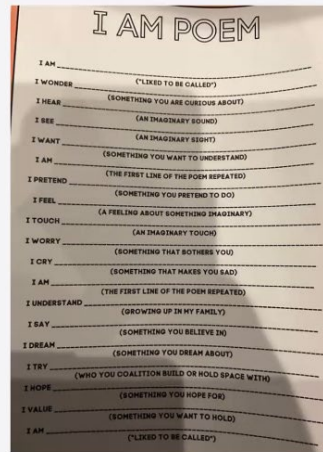 I AM POEM
I AM
("LIKED TO BE CALLED")
I WONDER
(SOMETHING YOU ARE CURIOUS ABOUT)
I HEAR
(AN IMAGINARY SOUND)
I SEE
(AN IMAGINARY SIGHT)
I WANT
(SOMETHING YOU WANT TO UNDERSTAND)
I AM
(THE FIRST LINE OF THE POEM REPEATED)
I PRETEND
(SOMETHING YOU PRETEND TO DO)
I FEEL
(A FEELING ABOUT SOMETHING IMAGINARY)
I TOUCH
(AN IMAGINARY TOUCH)
I WORRY
(SOMETHING THAT BOTHERS YOU)
I CRY
(SOMETHING THAT MAKES YOU SAD)
I AM
(THE FIRST LINE OF THE POEM REPEATED)
I UNDERSTAND
(GROWING UP IN MY FAMILY)
I SAY
(SOMETHING YOU BELIEVE IN)
I DREAM
(SOMETHING YOU DREAM ABOUT)
I TRY
(WHO YOU COALITION BUILD OR HOLD SPACE WITH)
I HOPE
(SOMETHING YOU HOPE FOR)
I VALUE
(SOMETHING YOU WANT TO HOLD)
I AM
("LIKED TO BE CALLED")